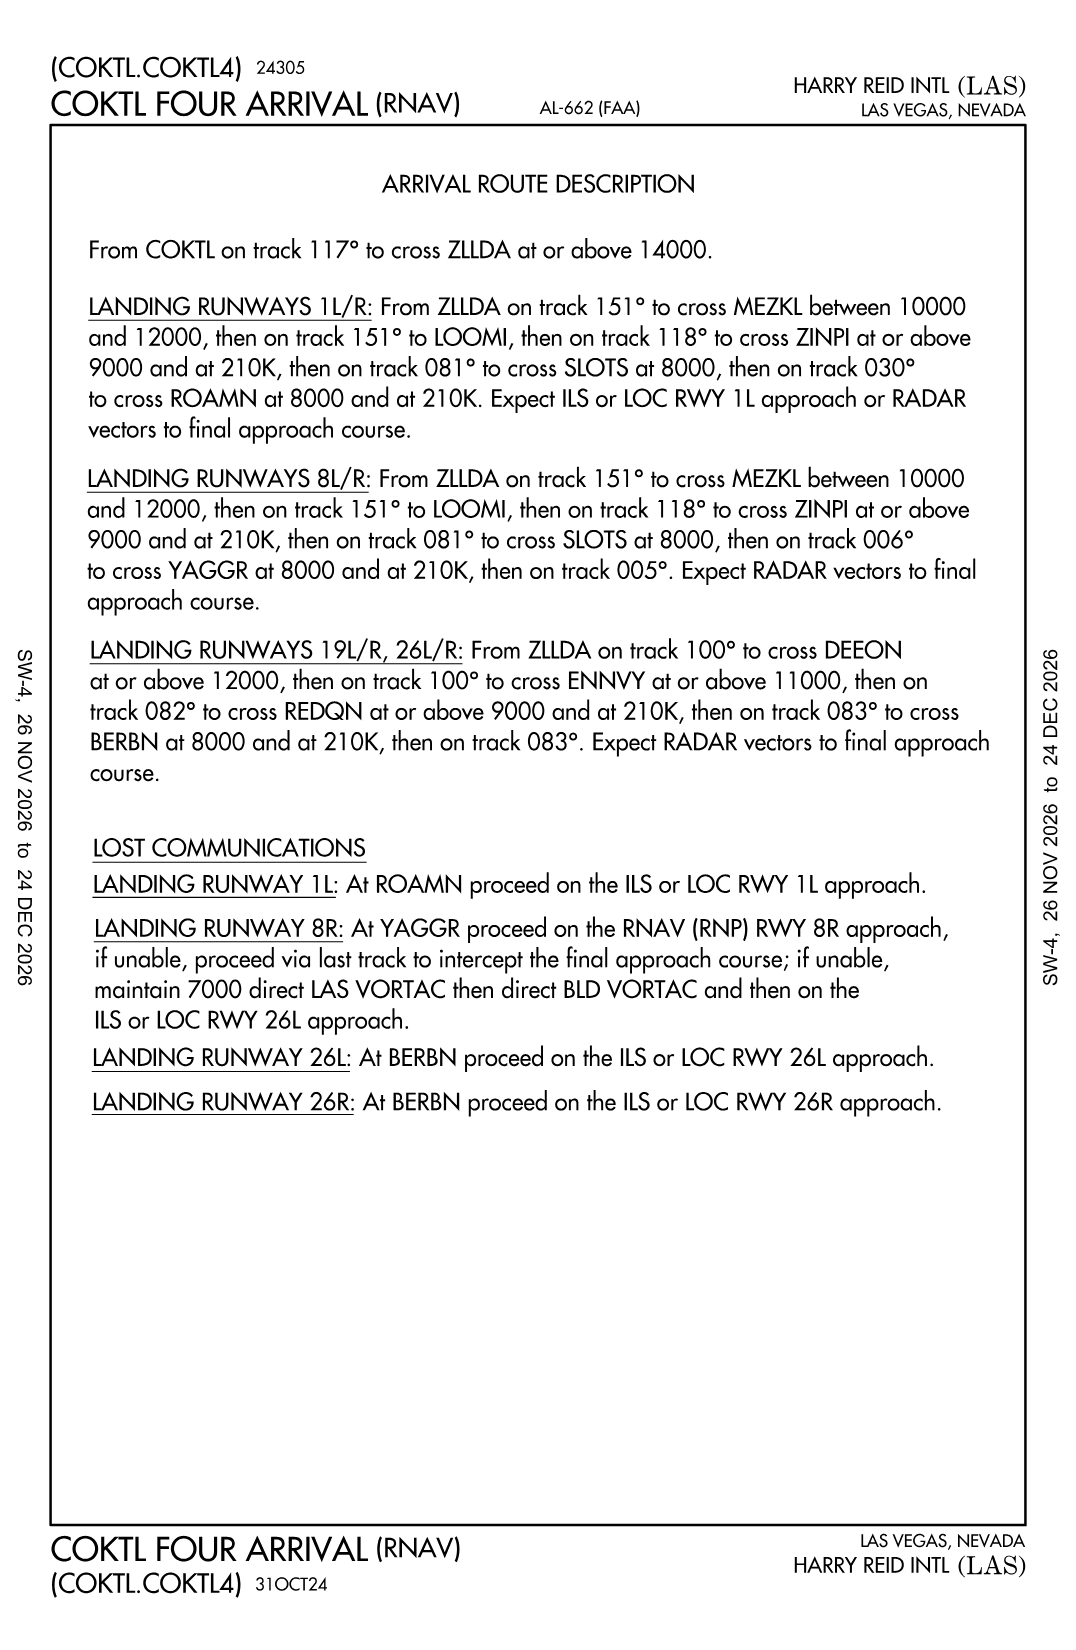 (COKTL.COKTL4) 24305
COKTL FOUR ARRIVAL (RNAV)
AL-662 (FAA)
HARRY REID INTL (LAS)
LAS VEGAS, NEVADA
ARRIVAL ROUTE DESCRIPTION
From COKTL on track 117° to cross ZLLDA at or above 14000.
LANDING RUNWAYS 1L/R: From ZLLDA on track 151° to cross MEZKL between 10000
and 12000, then on track 151° to LOOMI, then on track 118° to cross ZINPI at or above
9000 and at 210K, then on track 081° to cross SLOTS at 8000, then on track 030°
to cross ROAMN at 8000 and at 210K. Expect ILS or LOC RWY 1L approach or RADAR
vectors to final approach course.
LANDING RUNWAYS 8L/R: From ZLLDA on track 151° to cross MEZKL between 10000
and 12000, then on track 151° to LOOMI, then on track 118° to cross ZINPI at or above
9000 and at 210K, then on track 081° to cross SLOTS at 8000, then on track 006°
to cross YAGGR at 8000 and at 210K, then on track 005°. Expect RADAR vectors to final
approach course.
LANDING RUNWAYS 19L/R, 26L/R: From ZLLDA on track 100° to cross DEEON
at or above 12000, then on track 100° to cross ENNVY at or above 11000, then on
track 082° to cross REDQN at or above 9000 and at 210K, then on track 083° to cross
BERBN at 8000 and at 210K, then on track 083°. Expect RADAR vectors to final approach
course.
LOST COMMUNICATIONS
LANDING RUNWAY 1L: At ROAMN proceed on the ILS or LOC RWY 1L approach.
LANDING RUNWAY 8R: At YAGGR proceed on the RNAV (RNP) RWY 8R approach,
if unable, proceed via last track to intercept the final approach course; if unable,
maintain 7000 direct LAS VORTAC then direct BLD VORTAC and then on the
ILS or LOC RWY 26L approach.
LANDING RUNWAY 26L: At BERBN proceed on the ILS or LOC RWY 26L approach.
LANDING RUNWAY 26R: At BERBN proceed on the ILS or LOC RWY 26R approach.
SW-4, 26 NOV 2026 to 24 DEC 2026
SW-4, 26 NOV 2026 to 24 DEC 2026
COKTL FOUR ARRIVAL (RNAV)
(COKTL.COKTL4) 31OCT24
LAS VEGAS, NEVADA
HARRY REID INTL (LAS)